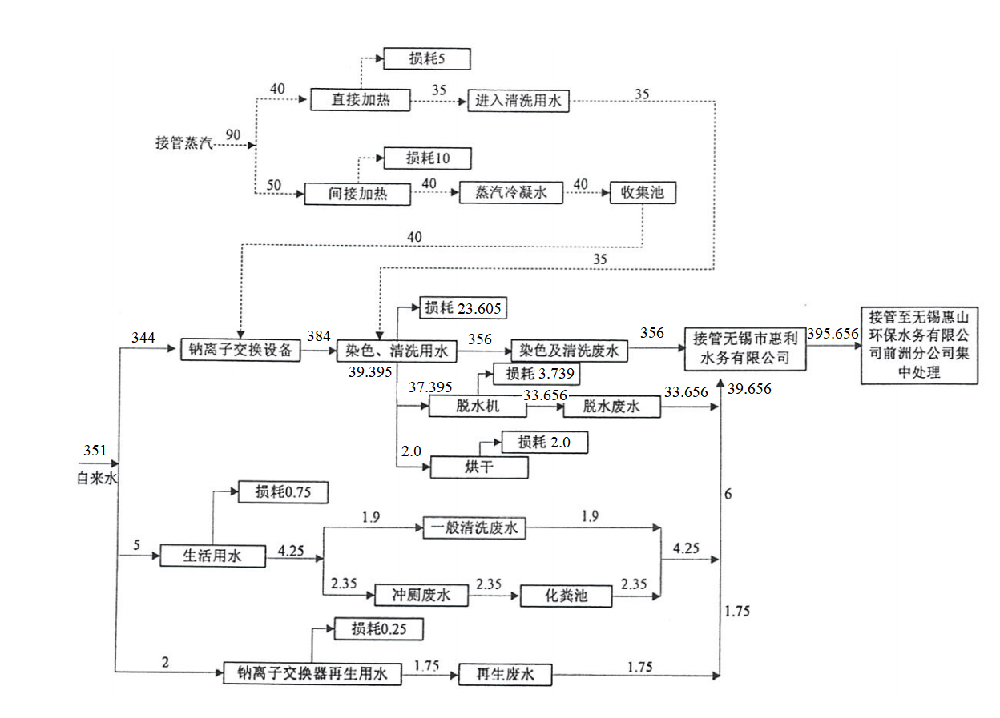 损耗5
40
直接加热
35
进入清洗用水
35
接管蒸汽
90
损耗10
50
间接加热
40
蒸汽冷凝水
40
收集池
40
35
损耗 23.605
344
钠离子交换设备
384
染色、清洗用水
356
染色及清洗废水
356
接管无锡市惠利
水务有限公司
395.656
接管至无锡惠山
环保水务有限公
司前洲分公司集
中处理
39.395
损耗 3.739
37.395
脱水机
33.656
脱水废水
33.656
39.656
损耗 2.0
2.0
烘干
351
自来水
损耗0.75
6
5
生活用水
4.25
1.9
一般清洗废水
1.9
4.25
2.35
冲厕废水
2.35
化粪池
2.35
1.75
损耗0.25
2
钠离子交换器再生用水
1.75
再生废水
1.75